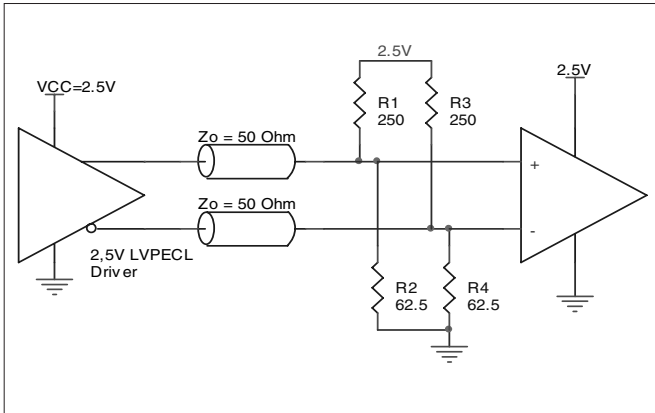 2.5V
VCC=2.5V
2.5V
R1
250
R3
250
Zo = 50 Ohm
+
Zo = 50 Ohm
-
2,5V LVPECL
Driver
R2
62.5
R4
62.5